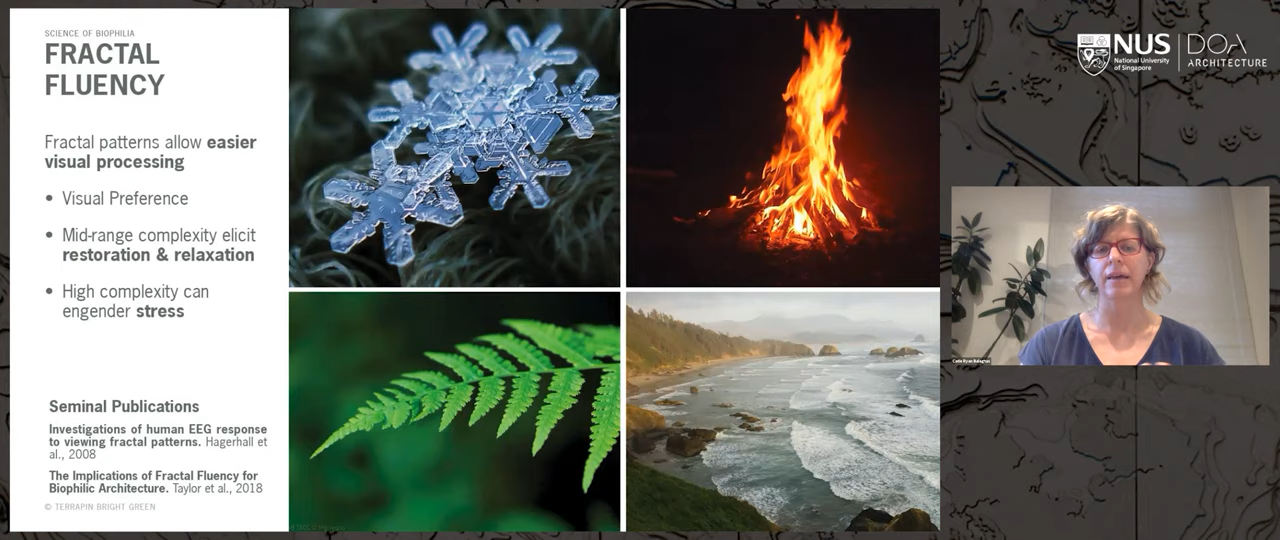 SCIENCE OF BIOPHILIA
FRACTAL
FLUENCY
Fractal patterns allow easier
visual processing
• Visual Preference
• Mid-range complexity elicit
restoration & relaxation
• High complexity can
engender stress
Seminal Publications
Investigations of human EEG response
to viewing fractal patterns. Hagerhall et
al., 2008
The Implications of Fractal Fluency for
Biophilic Architecture. Taylor et al., 2018
© TERRAPIN BRIGHT GREEN
NUS
National University
of Singapore
DOA
ARCHITECTURE